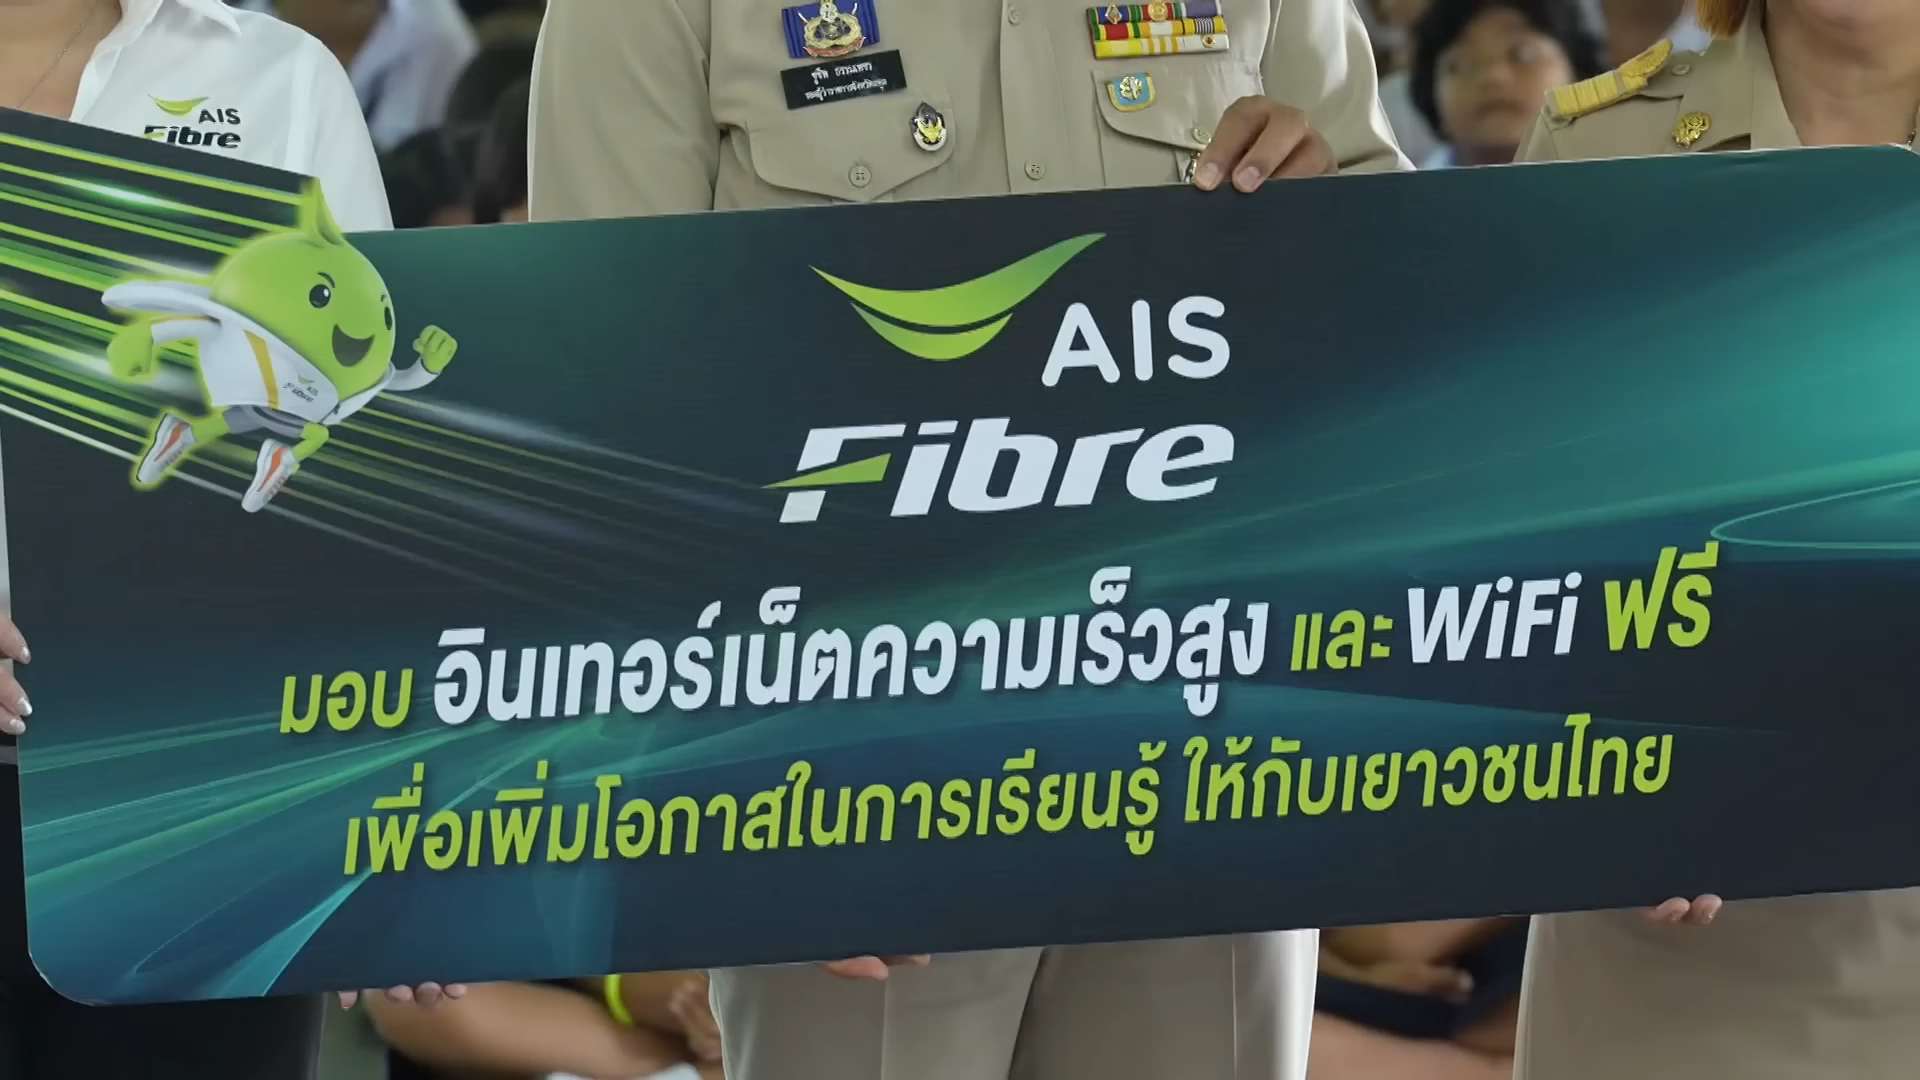 AIS
Fibre
AIS
Fibre
มอบ อินเทอร์เน็ตความเร็วสูง และ WiFi ฟรี
เพื่อเพิ่มโอกาสในการเรียนรู้ ให้กับเยาวชนไทย